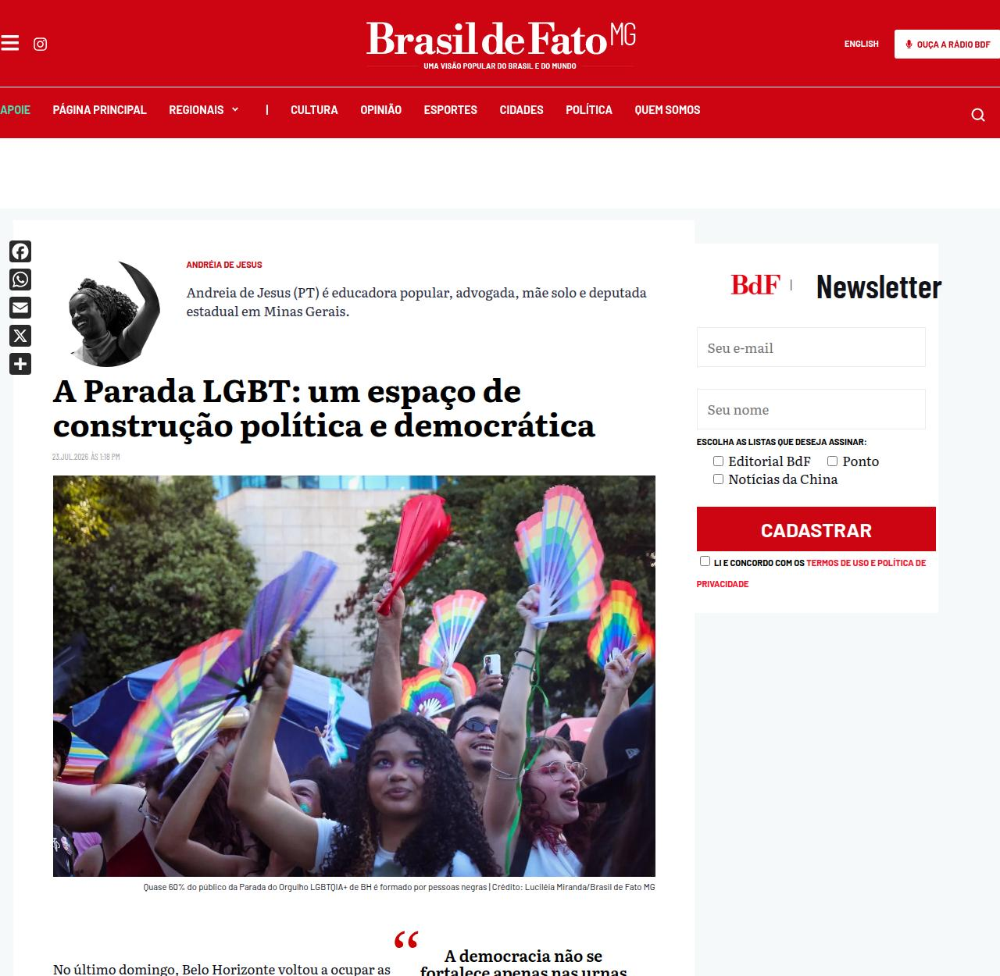 Brasil de Fato MG
UMA VISÃO POPULAR DO BRASIL E DO MUNDO
ENGLISH
OUÇA A RÁDIO BDF
APOIE PÁGINA PRINCIPAL REGIONAIS | CULTURA OPINIÃO ESPORTES CIDADES POLÍTICA QUEM SOMOS
ANDRÉIA DE JESUS
Andreia de Jesus (PT) é educadora popular, advogada, mãe solo e deputada
estadual em Minas Gerais.
A Parada LGBT: um espaço de
construção política e democrática
23.JUL.2026 ÀS 1:18 PM
Quase 60% do público da Parada do Orgulho LGBTQIA+ de BH é formado por pessoas negras | Crédito: Luciléia Miranda/Brasil de Fato MG
“
A democracia não se
fortalece apenas nas urnas
No último domingo, Belo Horizonte voltou a ocupar as
BdF | Newsletter
Seu e-mail
Seu nome
ESCOLHA AS LISTAS QUE DESEJA ASSINAR:
Editorial BdF Ponto
Notícias da China
CADASTRAR
LI E CONCORDO COM OS TERMOS DE USO E POLÍTICA DE
PRIVACIDADE